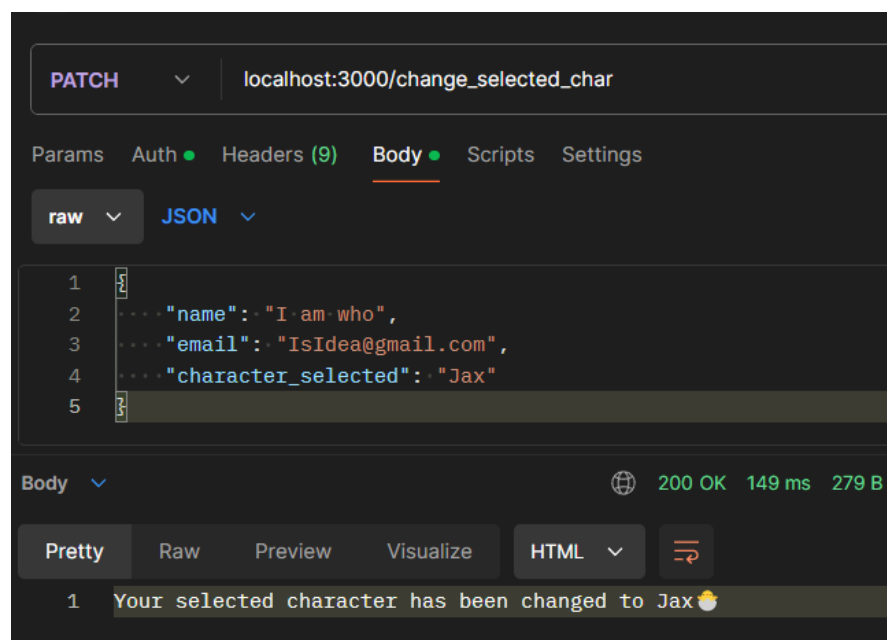 PATCH localhost:3000/change_selected_char
Params Auth Headers (9) Body Scripts Settings
raw JSON
1 {
2 "name": "I am who",
3 "email": "IsIdea@gmail.com",
4 "character_selected": "Jax"
5 }
Body 200 OK 149 ms 279 B
Pretty Raw Preview Visualize HTML
1 Your selected character has been changed to Jax🐣